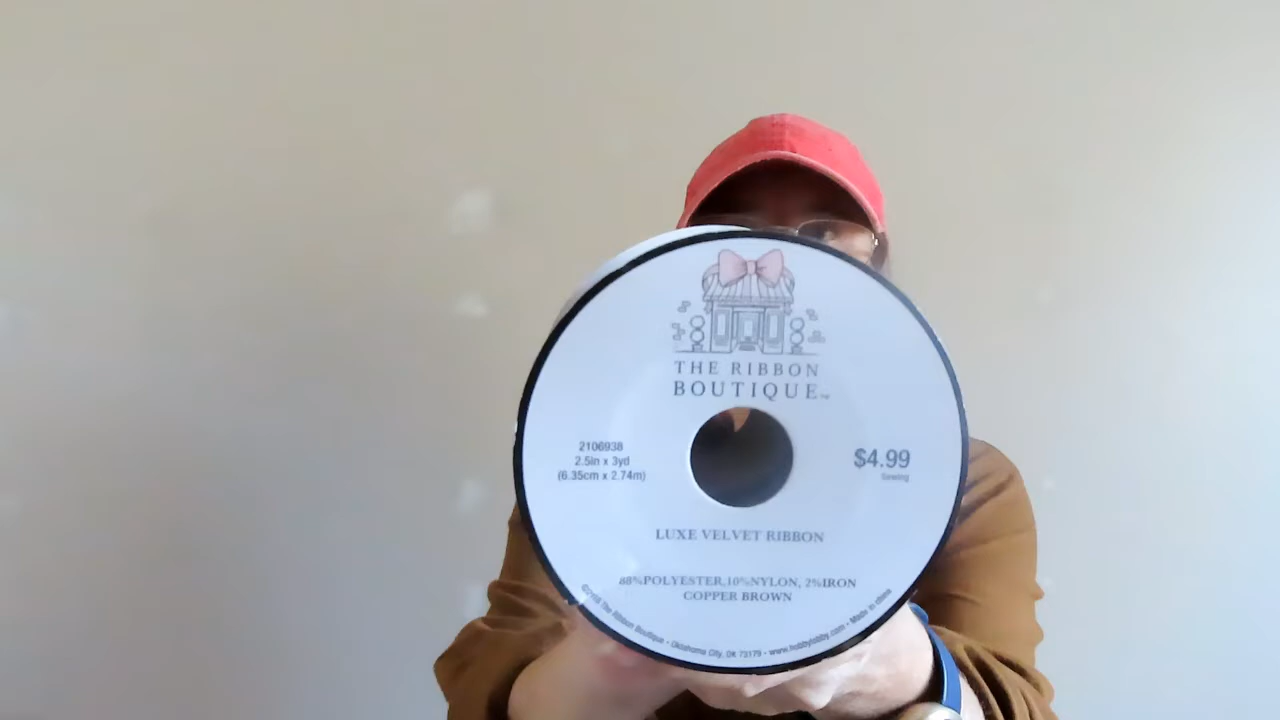 THE RIBBON
BOUTIQUE
2106938
2.5in x 3yd
(6.35cm x 2.74m)
$4.99
Sewing
LUXE VELVET RIBBON
88%POLYESTER,10%NYLON, 2%IRON
COPPER BROWN
The Ribbon Boutique • Oklahoma City, OK 73179 • www.hobbylobby.com • Made in china